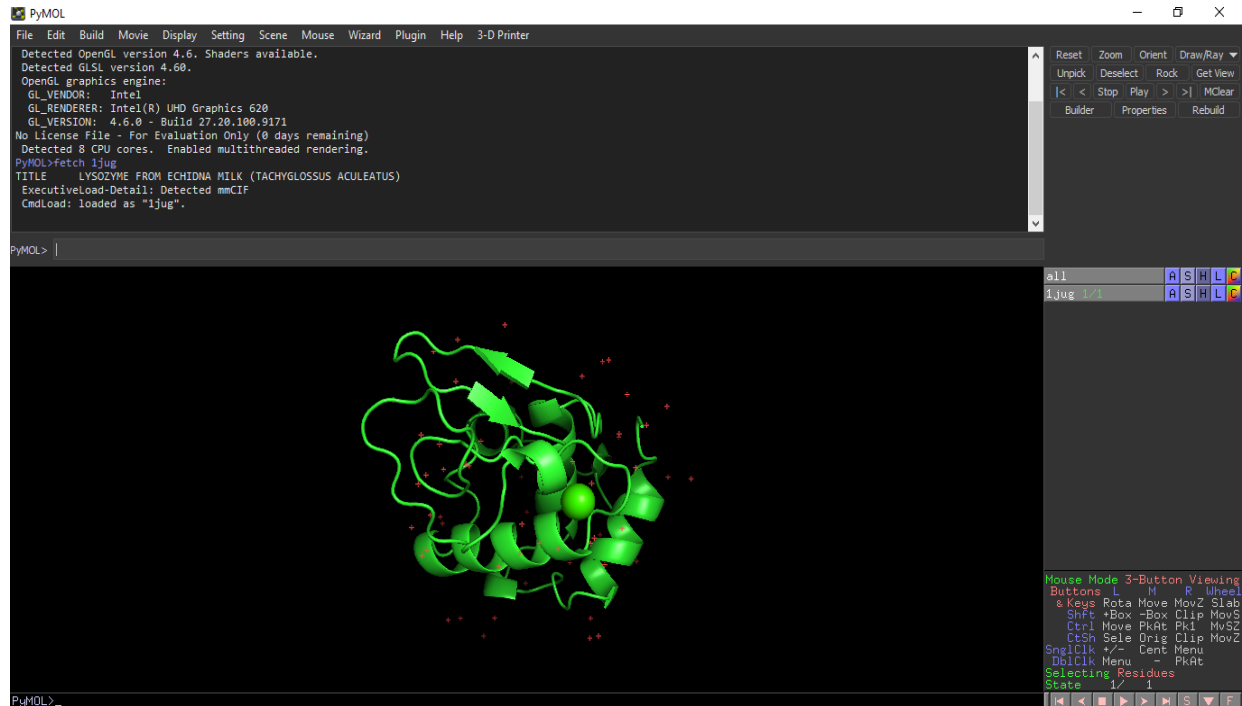 PyMOL
File Edit Build Movie Display Setting Scene Mouse Wizard Plugin Help 3-D Printer
Detected OpenGL version 4.6. Shaders available.
Detected GLSL version 4.60.
OpenGL graphics engine:
GL_VENDOR: Intel
GL_RENDERER: Intel(R) UHD Graphics 620
GL_VERSION: 4.6.0 - Build 27.20.100.9171
No License File - For Evaluation Only (0 days remaining)
Detected 8 CPU cores. Enabled multithreaded rendering.
PyMOL>fetch 1jug
TITLE LYSOZYME FROM ECHIDNA MILK (TACHYGLOSSUS ACULEATUS)
ExecutiveLoad-Detail: Detected mmCIF
CmdLoad: loaded as "1jug".
PyMOL>
Reset Zoom Orient Draw/Ray
Unpick Deselect Rock Get View
|< < Stop Play > >| MClear
Builder Properties Rebuild
all A S H L C
1jug 1/1 A S H L C
Mouse Mode 3-Button Viewing
Buttons L M R Wheel
& Keys Rota Move MovZ Slab
Shft +Box -Box Clip MovS
Ctrl Move PkAt Pk1 MvSZ
CtSh Sele Orig Clip MovZ
SnglClk +/- Cent Menu
DblClk Menu - PkAt
Selecting Residues
State 1/ 1
PyMOL>_
S F